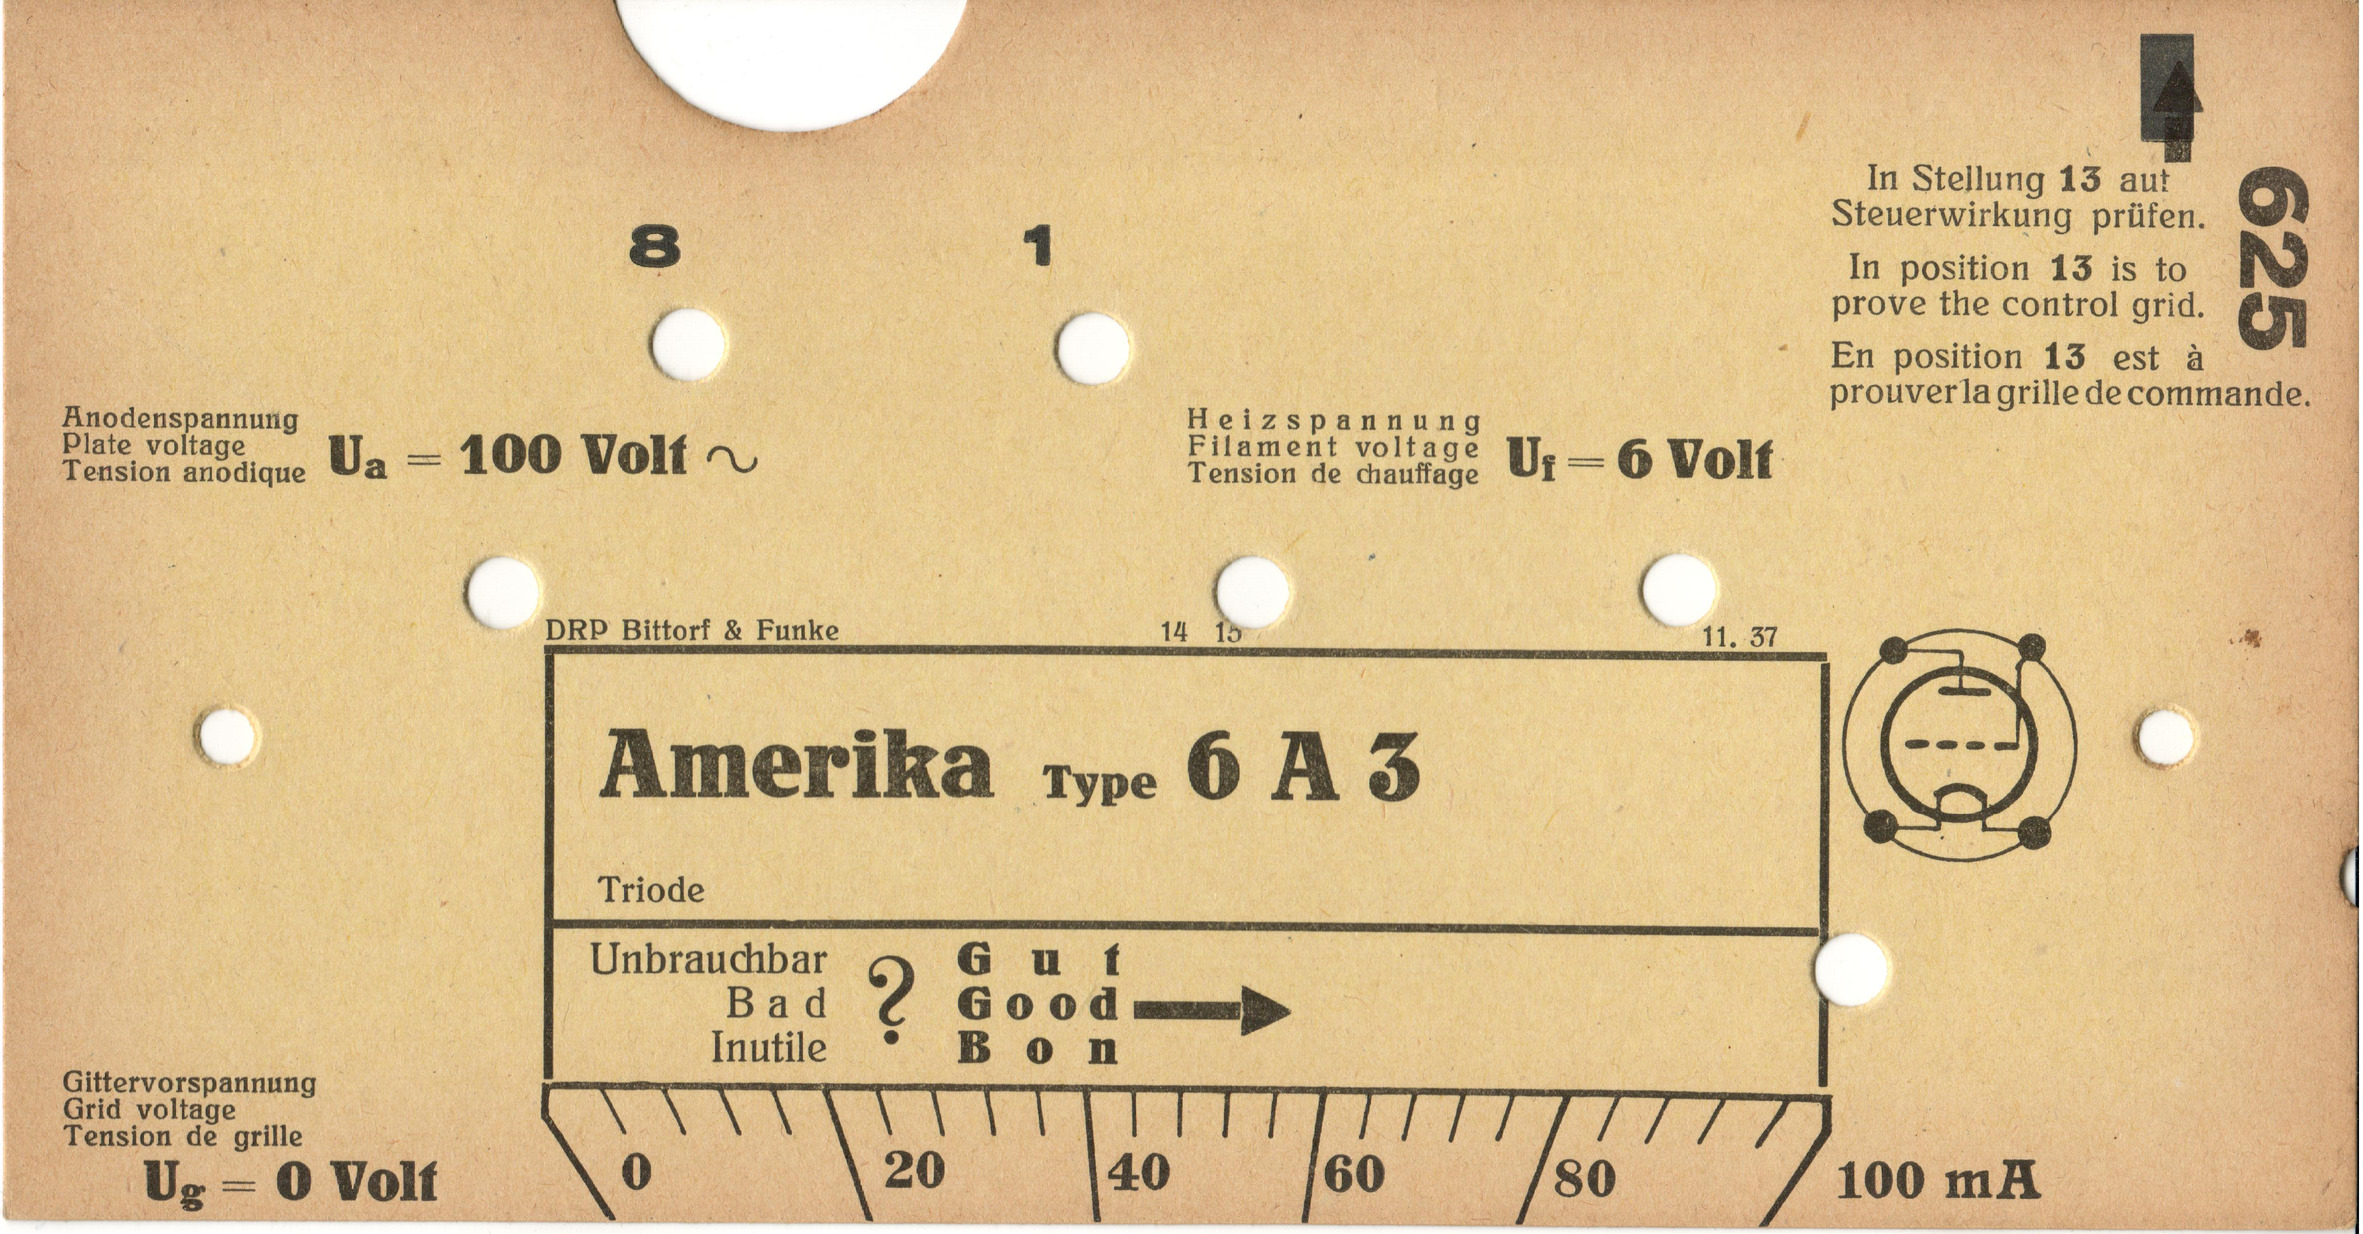 In Stellung 13 auf
Steuerwirkung prüfen.
In position 13 is to
prove the control grid.
En position 13 est à
prouver la grille de commande.
625
8 1
Anodenspannung
Plate voltage
Tension anodique
Ua = 100 Volt ~
Heizspannung
Filament voltage
Tension de chauffage
Uf = 6 Volt
DRP Bittorf & Funke 14 15 11. 37
Amerika Type 6 A 3
Triode
Unbrauchbar ? Gut
Bad Good
Inutile Bon
Gittervorspannung
Grid voltage
Tension de grille
Ug = 0 Volt
0 20 40 60 80 100 mA